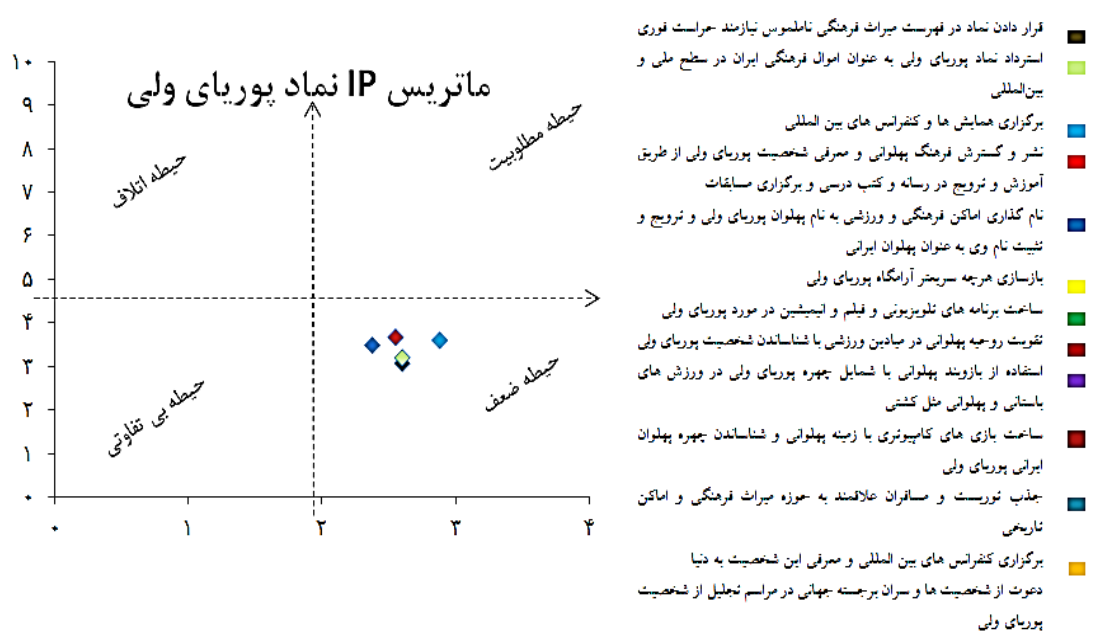 ماتریس IP نماد پوریای ولی
حیطه مطلوبیت
حیطه اتلاف
حیطه ضعف
حیطه بی تفاوتی
۱۰
۹
۸
۷
۶
۵
۴
۳
۲
۱
۰
۰ ۱ ۲ ۳ ۴
قرار دادن نماد در فهرست میراث فرهنگی ناملموس نیازمند حراست فوری
استرداد نماد پوریای ولی به عنوان اموال فرهنگی ایران در سطح ملی و
بین‌المللی
برگزاری همایش ها و کنفرانس های بین المللی
نشر و گسترش فرهنگ پهلوانی و معرفی شخصیت پوریای ولی از طریق
آموزش و ترویج در رسانه و کتب درسی و برگزاری مسابقات
نام گذاری اماکن فرهنگی و ورزشی به نام پهلوان پوریای ولی و ترویج و
تثبیت نام وی به عنوان پهلوان ایرانی
بازسازی هرچه سریعتر آرامگاه پوریای ولی
ساخت برنامه های تلویزیونی و فیلم و انیمیشین در مورد پوریای ولی
تقویت روحیه پهلوانی در میادین ورزشی با شناساندن شخصیت پوریای ولی
استفاده از بازوبند پهلوانی با شمایل چهره پوریای ولی در ورزش های
باستانی و پهلوانی مثل کشتی
ساخت بازی های کامپیوتری با زمینه پهلوانی و شناساندن چهره پهلوان
ایرانی پوریای ولی
جذب توریست و مسافران علاقمند به حوزه میراث فرهنگی و اماکن
تاریخی
برگزاری کنفرانس های بین المللی و معرفی این شخصیت به دنیا
دعوت از شخصیت ها و سران برجسته جهانی در مراسم تجلیل از شخصیت
پوریای ولی